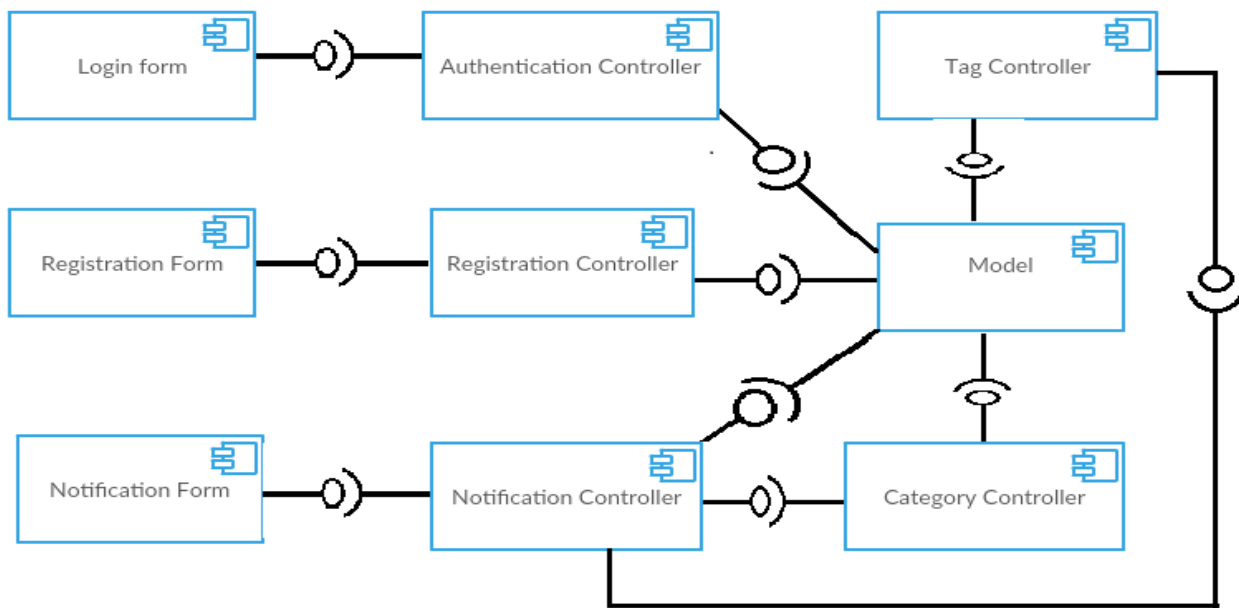 Login form
Authentication Controller
Tag Controller
Registration Form
Registration Controller
Model
Notification Form
Notification Controller
Category Controller